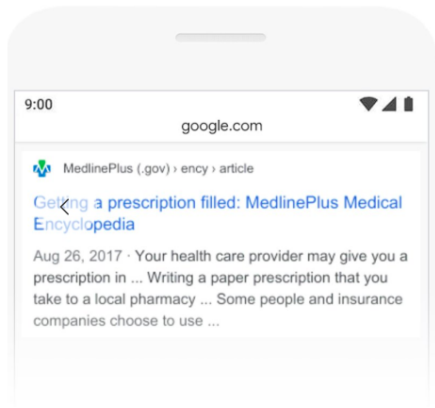 9:00
google.com
MedlinePlus (.gov) › ency › article
Getting a prescription filled: MedlinePlus Medical
Encyclopedia
Aug 26, 2017 · Your health care provider may give you a
prescription in ... Writing a paper prescription that you
take to a local pharmacy ... Some people and insurance
companies choose to use ...